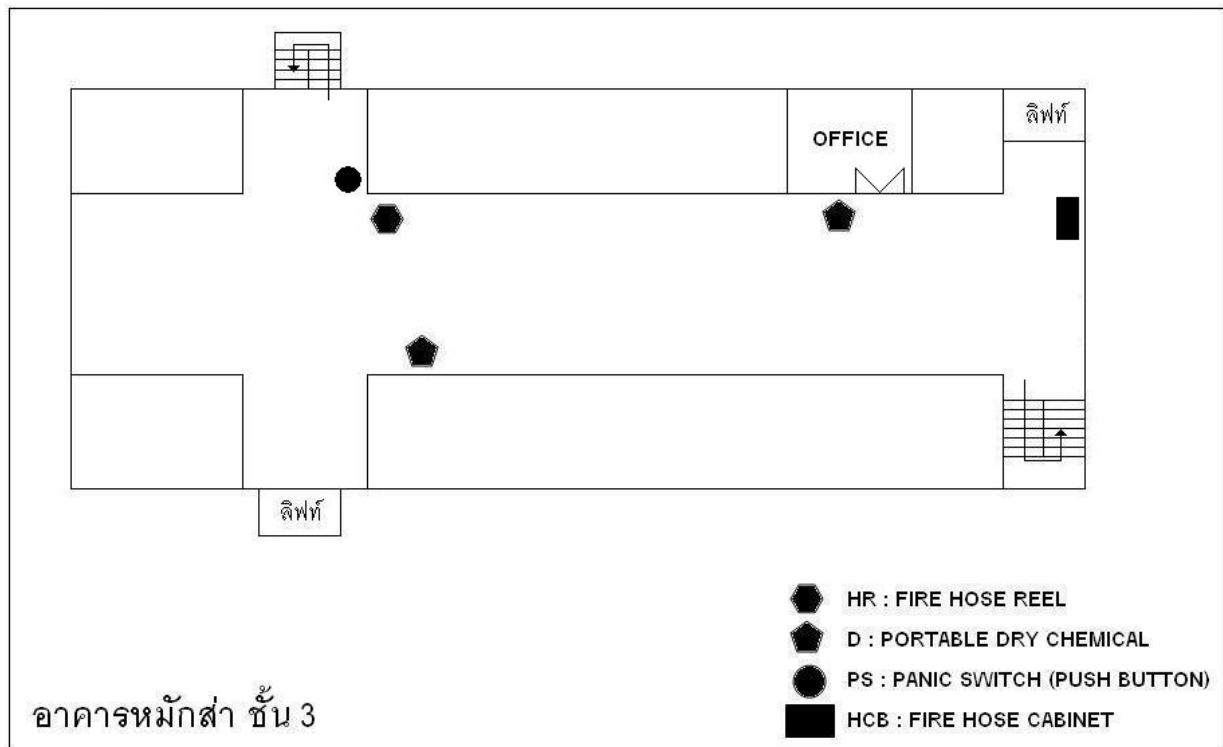 ลิฟท์
OFFICE
ลิฟท์
HR : FIRE HOSE REEL
D : PORTABLE DRY CHEMICAL
PS : PANIC SWITCH (PUSH BUTTON)
HCB : FIRE HOSE CABINET
อาคารหมักส่า ชั้น 3